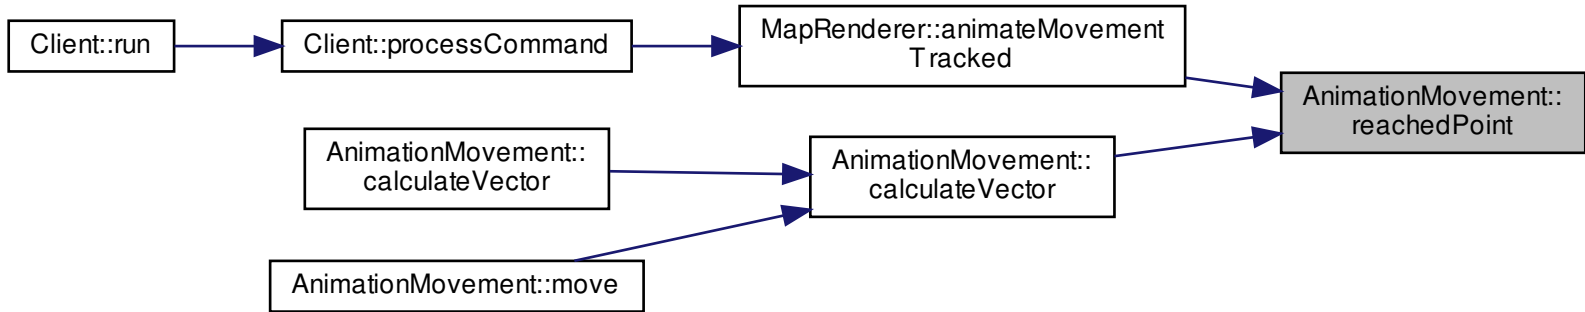 Client::run
Client::processCommand
MapRenderer::animateMovement
Tracked
AnimationMovement::
reachedPoint
AnimationMovement::
calculateVector
AnimationMovement::
calculateVector
AnimationMovement::move